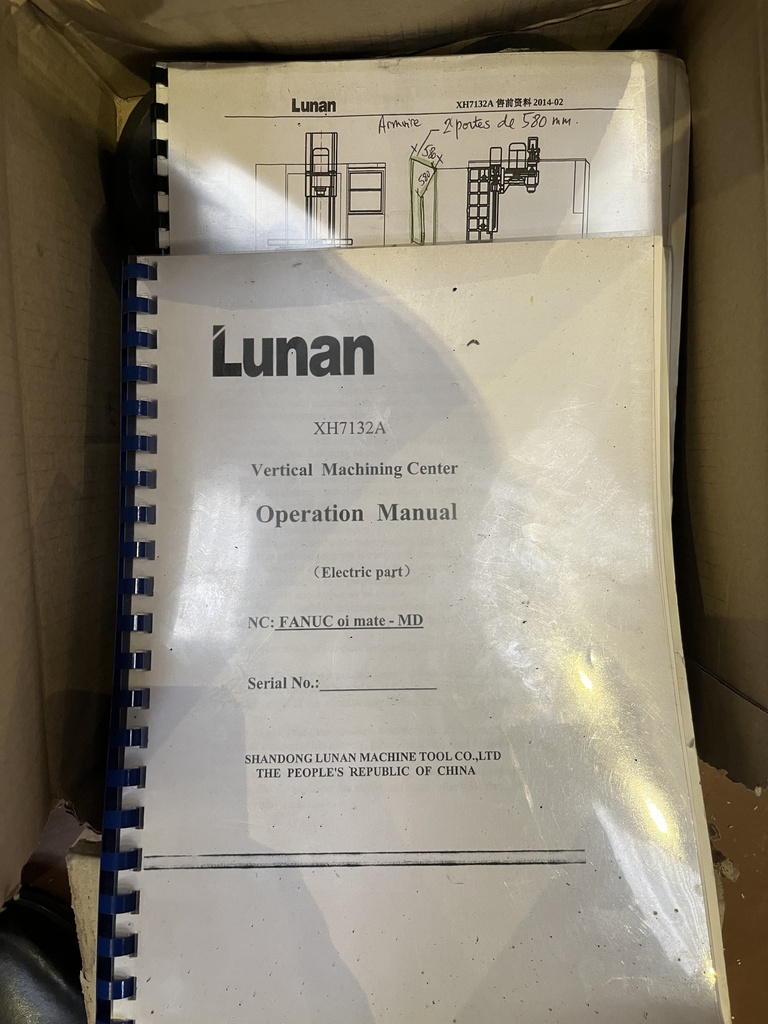 Lunan XH7132A 售前资料 2014-02
Armoire 2 portes de 580 mm.
580
580
Lunan
XH7132A
Vertical Machining Center
Operation Manual
（Electric part）
NC: FANUC oi mate - MD
Serial No.:
SHANDONG LUNAN MACHINE TOOL CO.,LTD
THE PEOPLE'S REPUBLIC OF CHINA